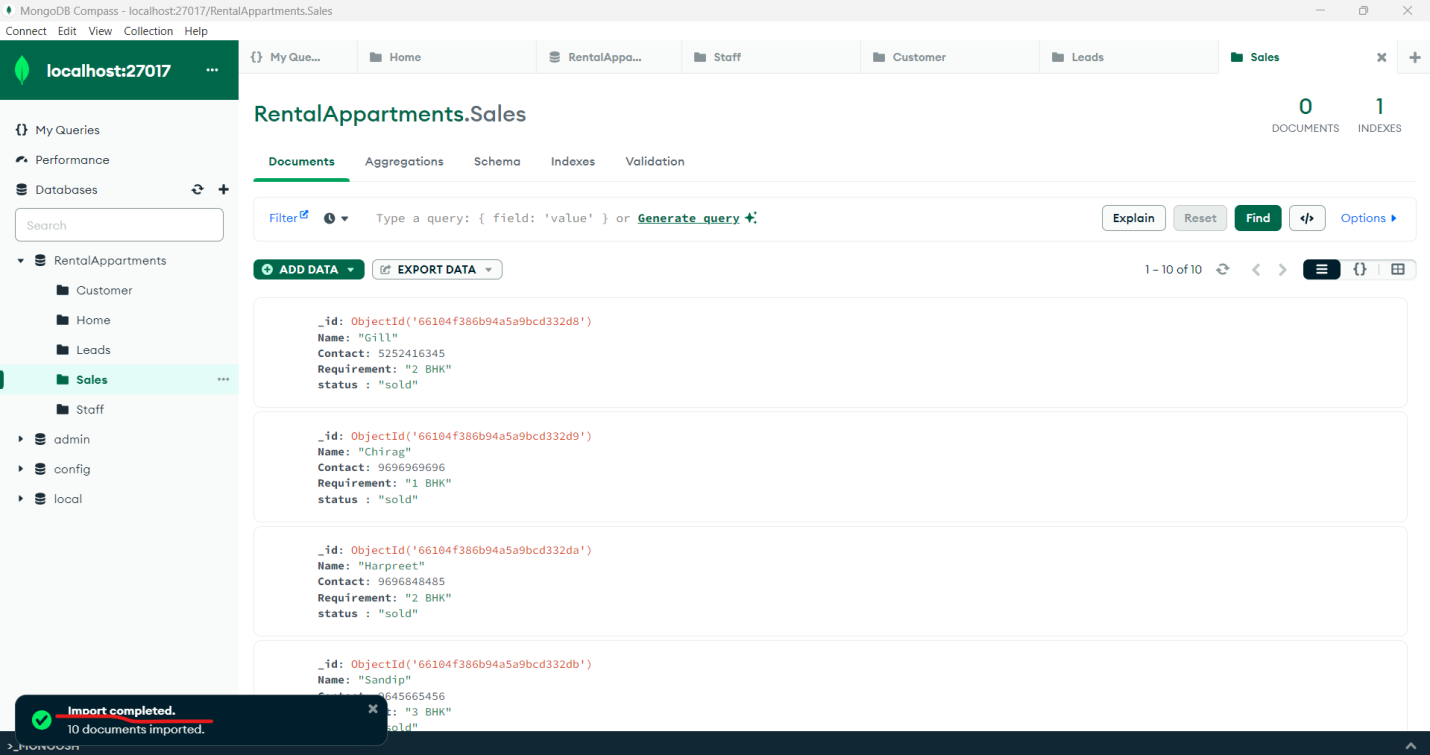 MongoDB Compass - localhost:27017/RentalAppartments.Sales
Connect Edit View Collection Help
localhost:27017 ...
{} My Que... Home RentalAppa... Staff Customer Leads Sales
RentalAppartments.Sales
0 DOCUMENTS
1 INDEXES
{} My Queries
Performance
Databases
Search
RentalAppartments
Customer
Home
Leads
Sales ...
Staff
admin
config
local
Documents Aggregations Schema Indexes Validation
Filter Type a query: { field: 'value' } or Generate query Explain Reset Find </> Options
ADD DATA EXPORT DATA 1 – 10 of 10 {}
_id: ObjectId('66104f386b94a5a9bcd332d8')
Name: "Gill"
Contact: 5252416345
Requirement: "2 BHK"
status : "sold"
_id: ObjectId('66104f386b94a5a9bcd332d9')
Name: "Chirag"
Contact: 9696969696
Requirement: "1 BHK"
status : "sold"
_id: ObjectId('66104f386b94a5a9bcd332da')
Name: "Harpreet"
Contact: 9696848485
Requirement: "2 BHK"
status : "sold"
_id: ObjectId('66104f386b94a5a9bcd332db')
Name: "Sandip"
9645665456
: "3 BHK"
sold"
Import completed.
10 documents imported.
>_MONGOSH